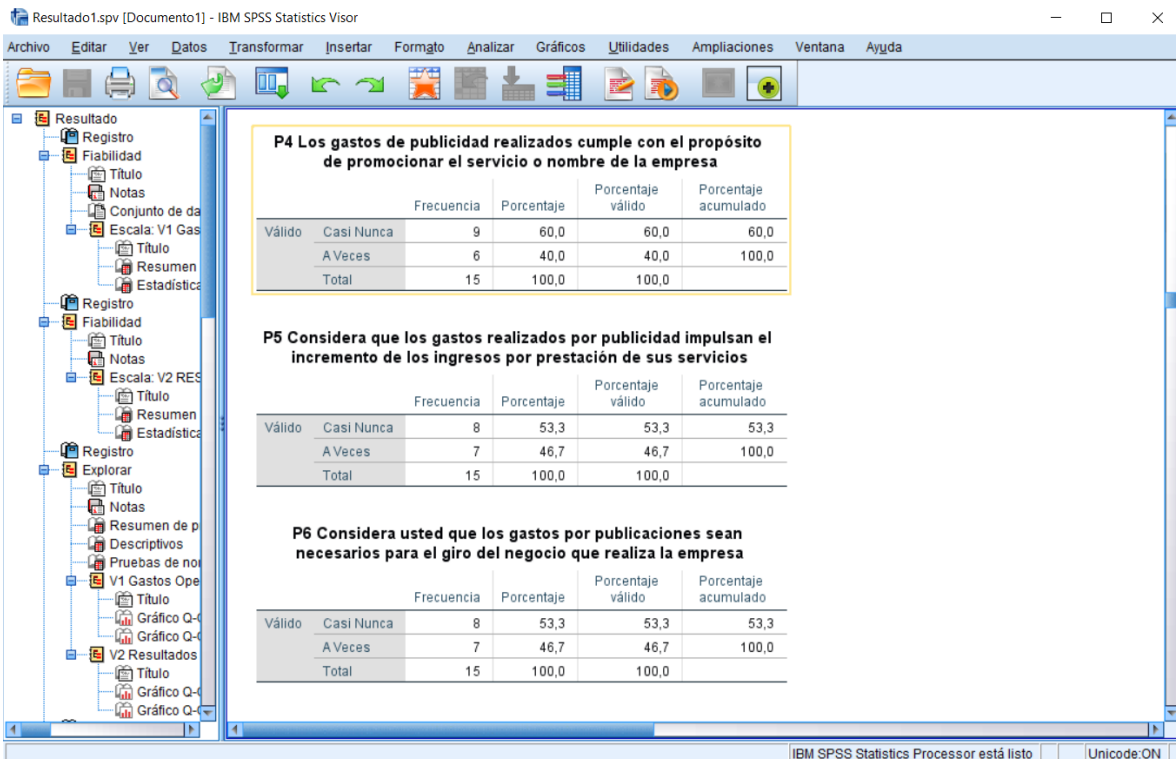 Resultado1.spv [Documento1] - IBM SPSS Statistics Visor
Archivo Editar Ver Datos Transformar Insertar Formato Analizar Gráficos Utilidades Ampliaciones Ventana Ayuda
Resultado
Registro
Fiabilidad
Título
Notas
Conjunto de da
Escala: V1 Gas
Título
Resumen
Estadística
Registro
Fiabilidad
Título
Notas
Escala: V2 RES
Título
Resumen
Estadística
Registro
Explorar
Título
Notas
Resumen de p
Descriptivos
Pruebas de nor
V1 Gastos Ope
Título
Gráfico Q-
Gráfico Q-
V2 Resultados
Título
Gráfico Q-
Gráfico Q-
P4 Los gastos de publicidad realizados cumple con el propósito
de promocionar el servicio o nombre de la empresa
Frecuencia Porcentaje Porcentaje válido Porcentaje acumulado
Válido Casi Nunca 9 60,0 60,0 60,0
A Veces 6 40,0 40,0 100,0
Total 15 100,0 100,0
P5 Considera que los gastos realizados por publicidad impulsan el
incremento de los ingresos por prestación de sus servicios
Frecuencia Porcentaje Porcentaje válido Porcentaje acumulado
Válido Casi Nunca 8 53,3 53,3 53,3
A Veces 7 46,7 46,7 100,0
Total 15 100,0 100,0
P6 Considera usted que los gastos por publicaciones sean
necesarios para el giro del negocio que realiza la empresa
Frecuencia Porcentaje Porcentaje válido Porcentaje acumulado
Válido Casi Nunca 8 53,3 53,3 53,3
A Veces 7 46,7 46,7 100,0
Total 15 100,0 100,0
IBM SPSS Statistics Processor está listo Unicode:ON